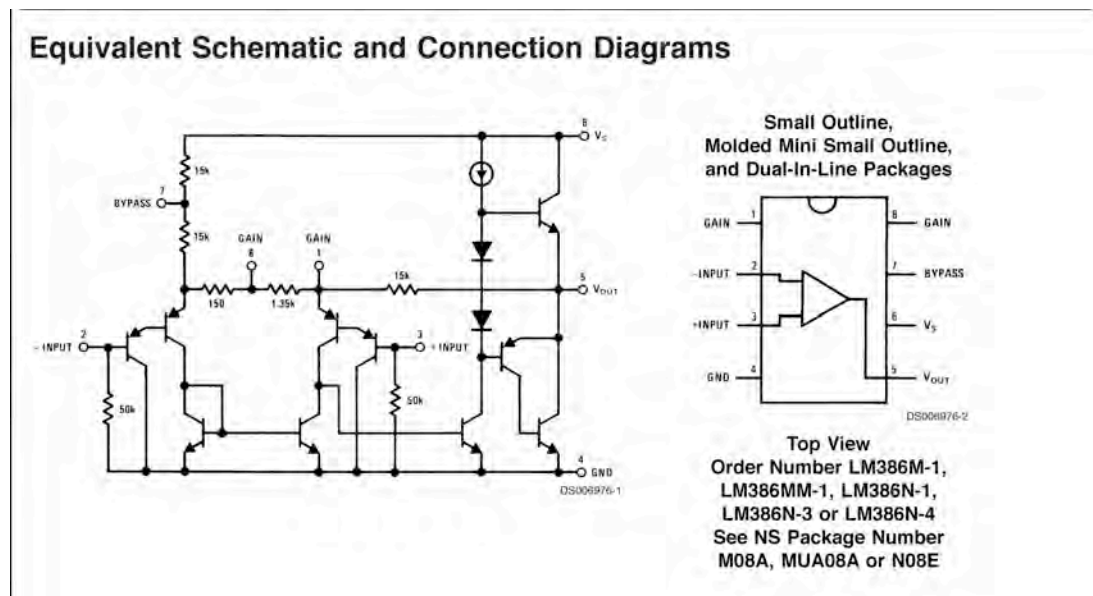 Equivalent Schematic and Connection Diagrams
6
V_S
15k
7
BYPASS
15k
GAIN
8
GAIN
1
15k
5
V_OUT
150
1.35k
2
- INPUT
3
+ INPUT
50k
50k
4
GND
DS006976-1
Small Outline,
Molded Mini Small Outline,
and Dual-In-Line Packages
GAIN 1
8 GAIN
-INPUT 2
7 BYPASS
+INPUT 3
6 V_S
GND 4
5 V_OUT
DS006976-2
Top View
Order Number LM386M-1,
LM386MM-1, LM386N-1,
LM386N-3 or LM386N-4
See NS Package Number
M08A, MUA08A or N08E